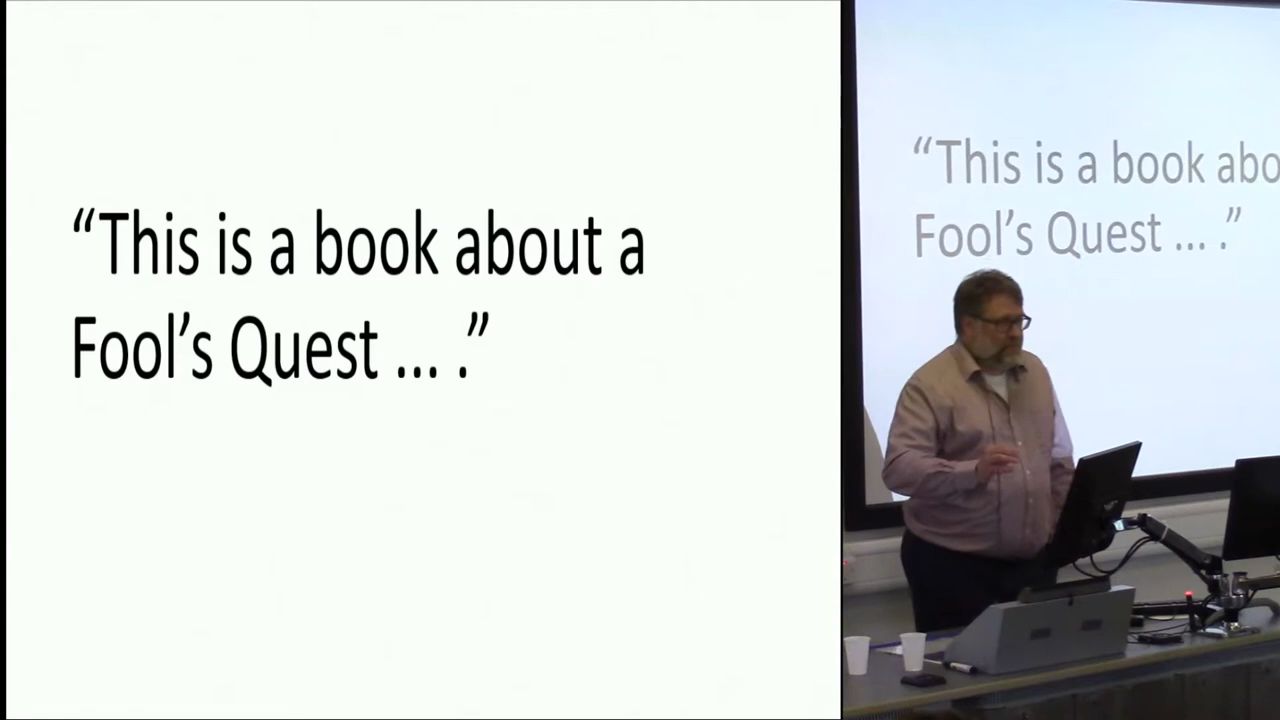 “This is a book about a
Fool’s Quest ... .”
“This is a book abo
Fool’s Quest ... .”